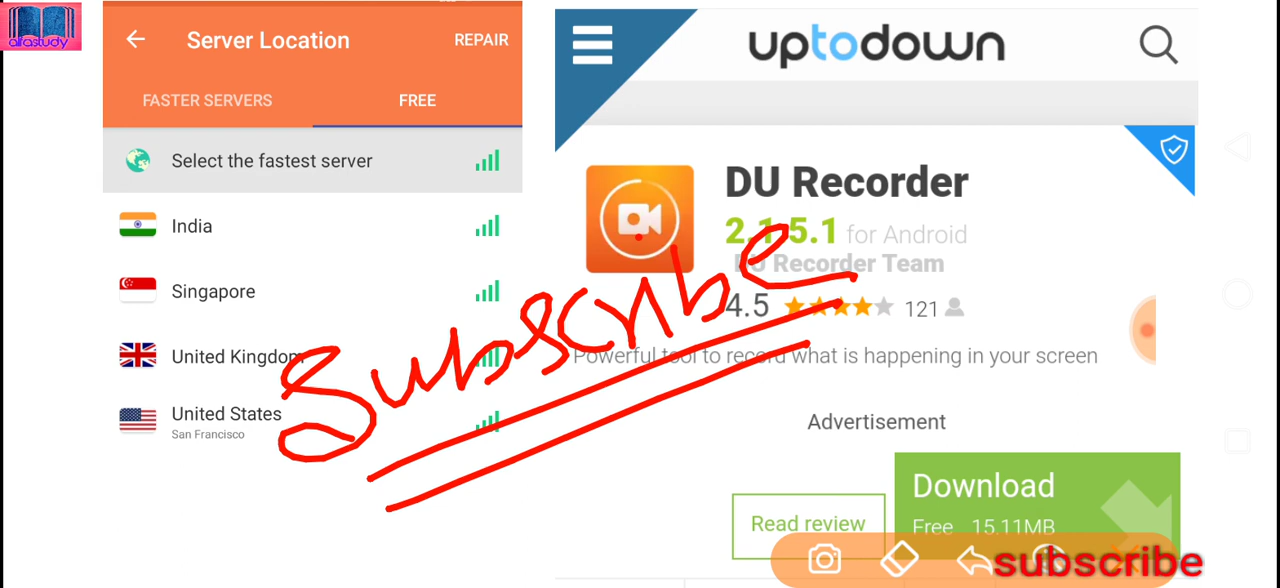 alfastudy
Server Location
REPAIR
FASTER SERVERS
FREE
Select the fastest server
India
Singapore
United Kingdom
United States
San Francisco
uptodown
DU Recorder
2.1.5.1 for Android
DU Recorder Team
4.5 121
Powerful tool to record what is happening in your screen
Advertisement
Read review
Download
Free 15.11MB
Subscribe
subscribe